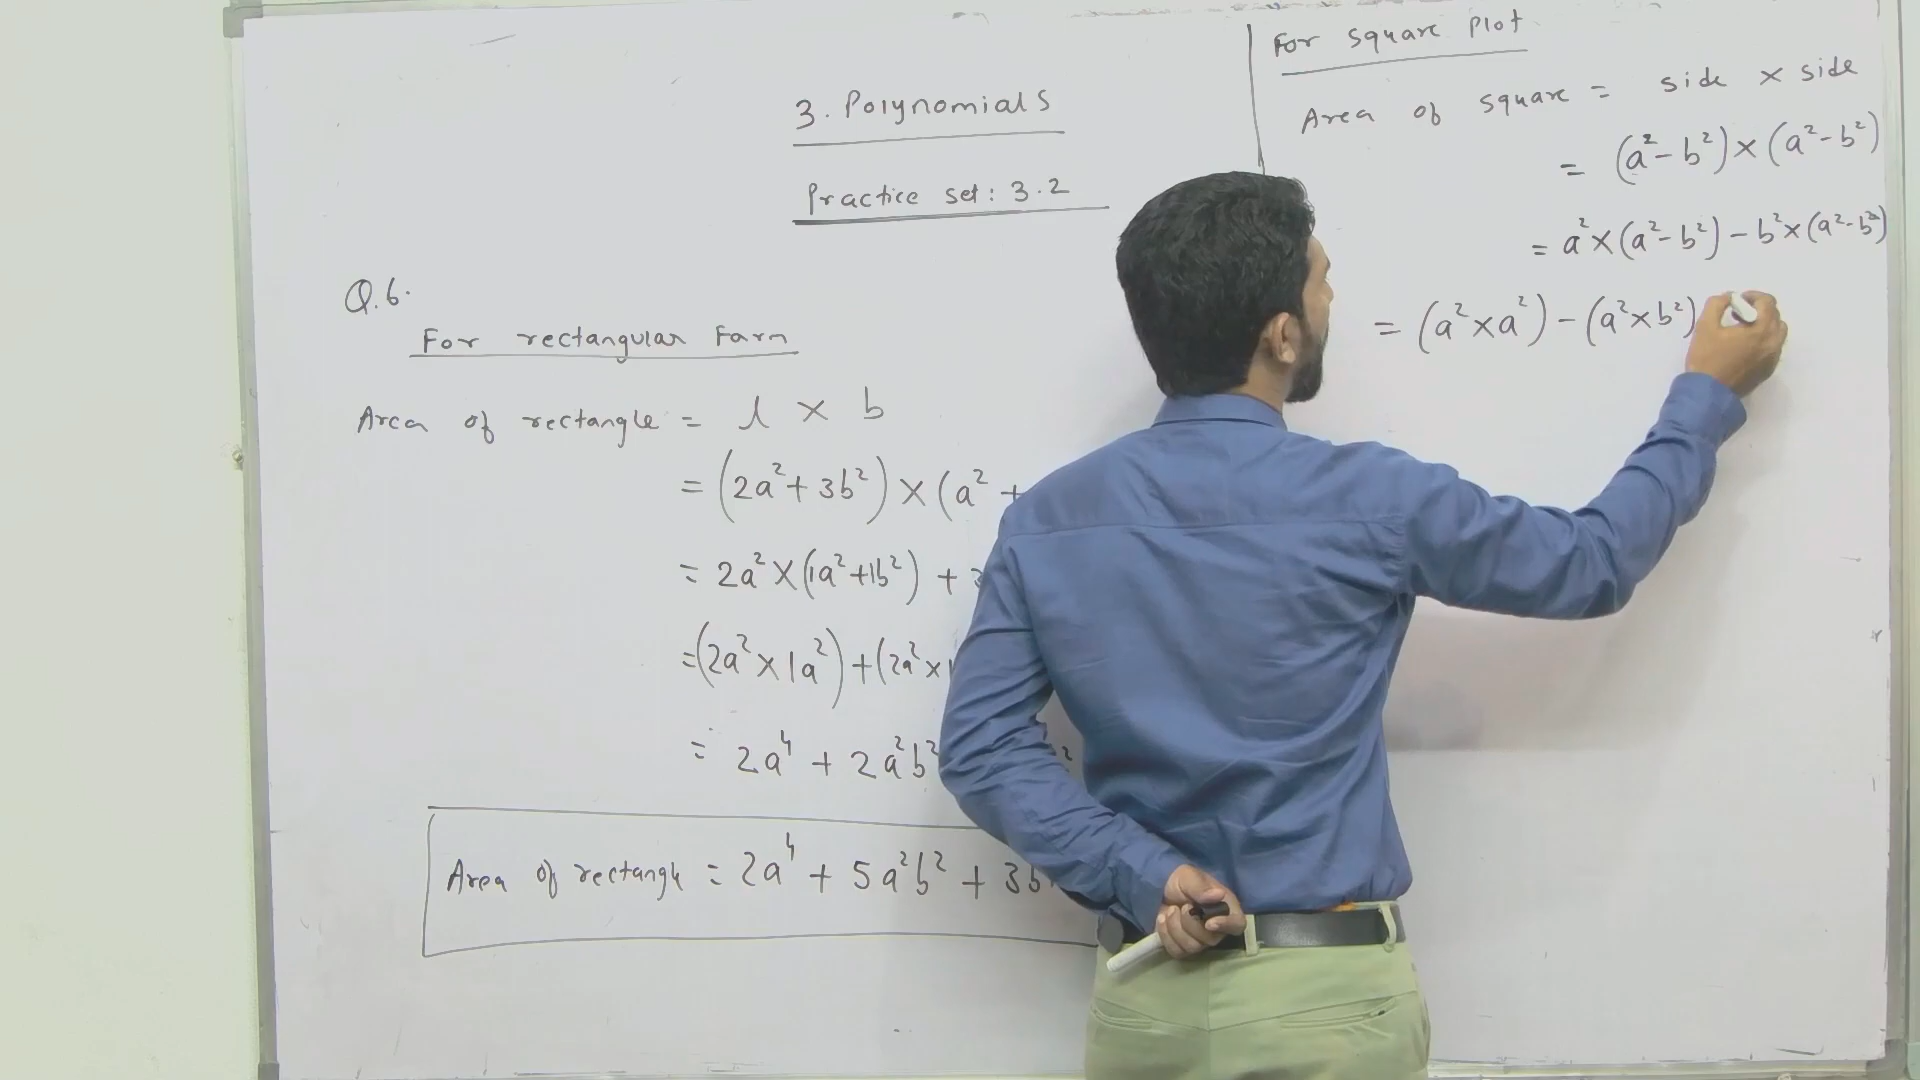 3. Polynomials
Practice set: 3.2
Q.6.
For rectangular Farm
Area of rectangle = l × b
= (2a² + 3b²) × (a² +
= 2a² × (1a² + 1b²) + 3
= (2a² × 1a²) + (2a² × 1
= 2a⁴ + 2a²b²
Area of rectangle = 2a⁴ + 5a²b² + 3b
For square plot
Area of square = side × side
= (a² - b²) × (a² - b²)
= a² × (a² - b²) - b² × (a² - b²)
= (a² × a²) - (a² × b²)